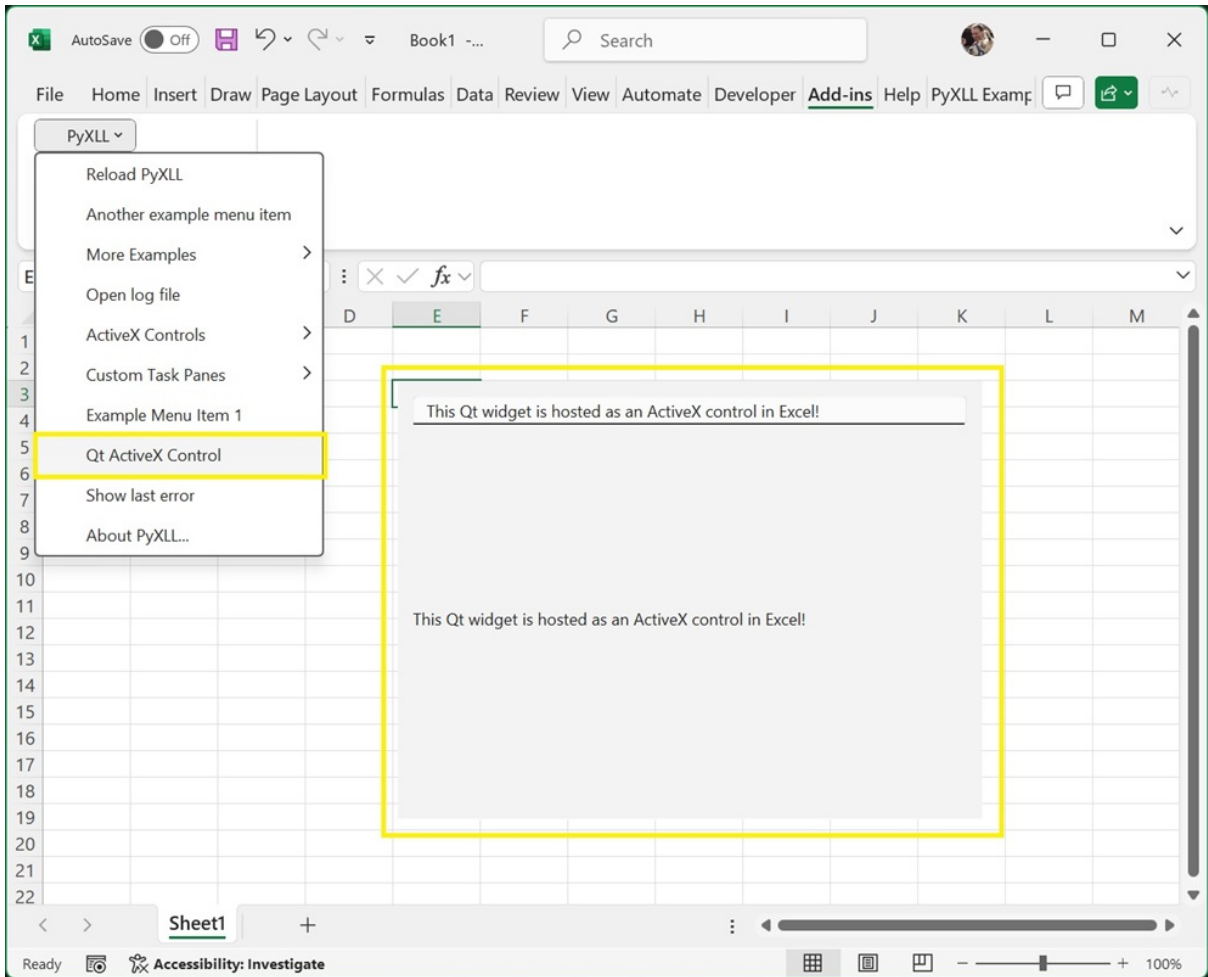 AutoSave Off Book1 -... Search
File Home Insert Draw Page Layout Formulas Data Review View Automate Developer Add-ins Help PyXLL Examp
PyXLL
Reload PyXLL
Another example menu item
More Examples
Open log file
ActiveX Controls
Custom Task Panes
Example Menu Item 1
Qt ActiveX Control
Show last error
About PyXLL...
E fx
D E F G H I J K L M
1
2
3
4
5
6
7
8
9
10
11
12
13
14
15
16
17
18
19
20
21
22
This Qt widget is hosted as an ActiveX control in Excel!
This Qt widget is hosted as an ActiveX control in Excel!
Sheet1
Ready Accessibility: Investigate 100%